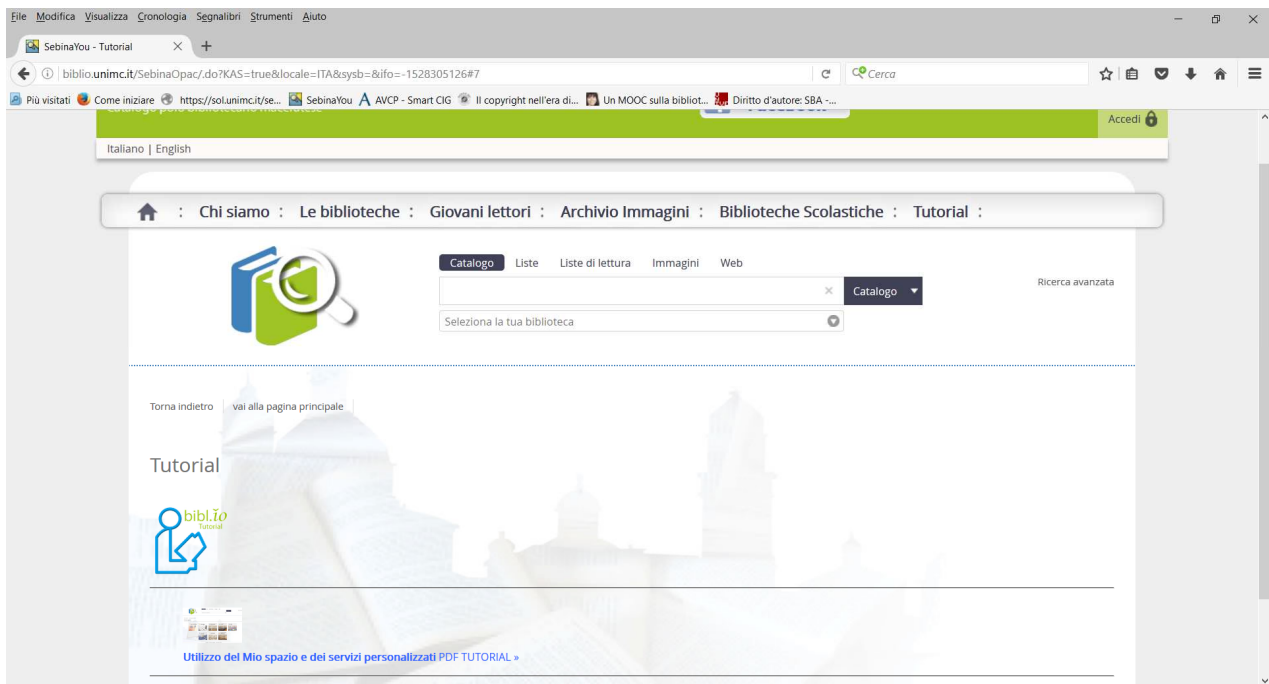 File Modifica Visualizza Cronologia Segnalibri Strumenti Aiuto
SebinaYou - Tutorial
biblio.unimc.it/SebinaOpac/.do?KAS=true&locale=ITA&sysb=&ifo=-1528305126#7
Cerca
Più visitati Come iniziare https://sol.unimc.it/se... SebinaYou AVCP - Smart CIG Il copyright nell'era di... Un MOOC sulla bibliot... Diritto d'autore: SBA -...
Accedi
Italiano | English
: Chi siamo : Le biblioteche : Giovani lettori : Archivio Immagini : Biblioteche Scolastiche : Tutorial :
Catalogo Liste Liste di lettura Immagini Web
Catalogo
Ricerca avanzata
Seleziona la tua biblioteca
Torna indietro vai alla pagina principale
Tutorial
bibl.io
Tutorial
Utilizzo del Mio spazio e dei servizi personalizzati PDF TUTORIAL »